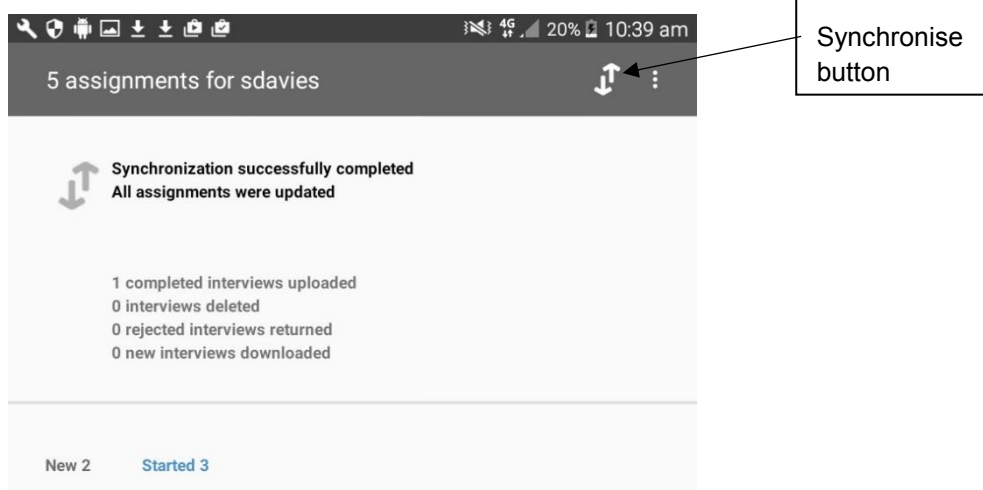 4G 20% 10:39 am
5 assignments for sdavies
Synchronise
button
Synchronization successfully completed
All assignments were updated
1 completed interviews uploaded
0 interviews deleted
0 rejected interviews returned
0 new interviews downloaded
New 2 Started 3